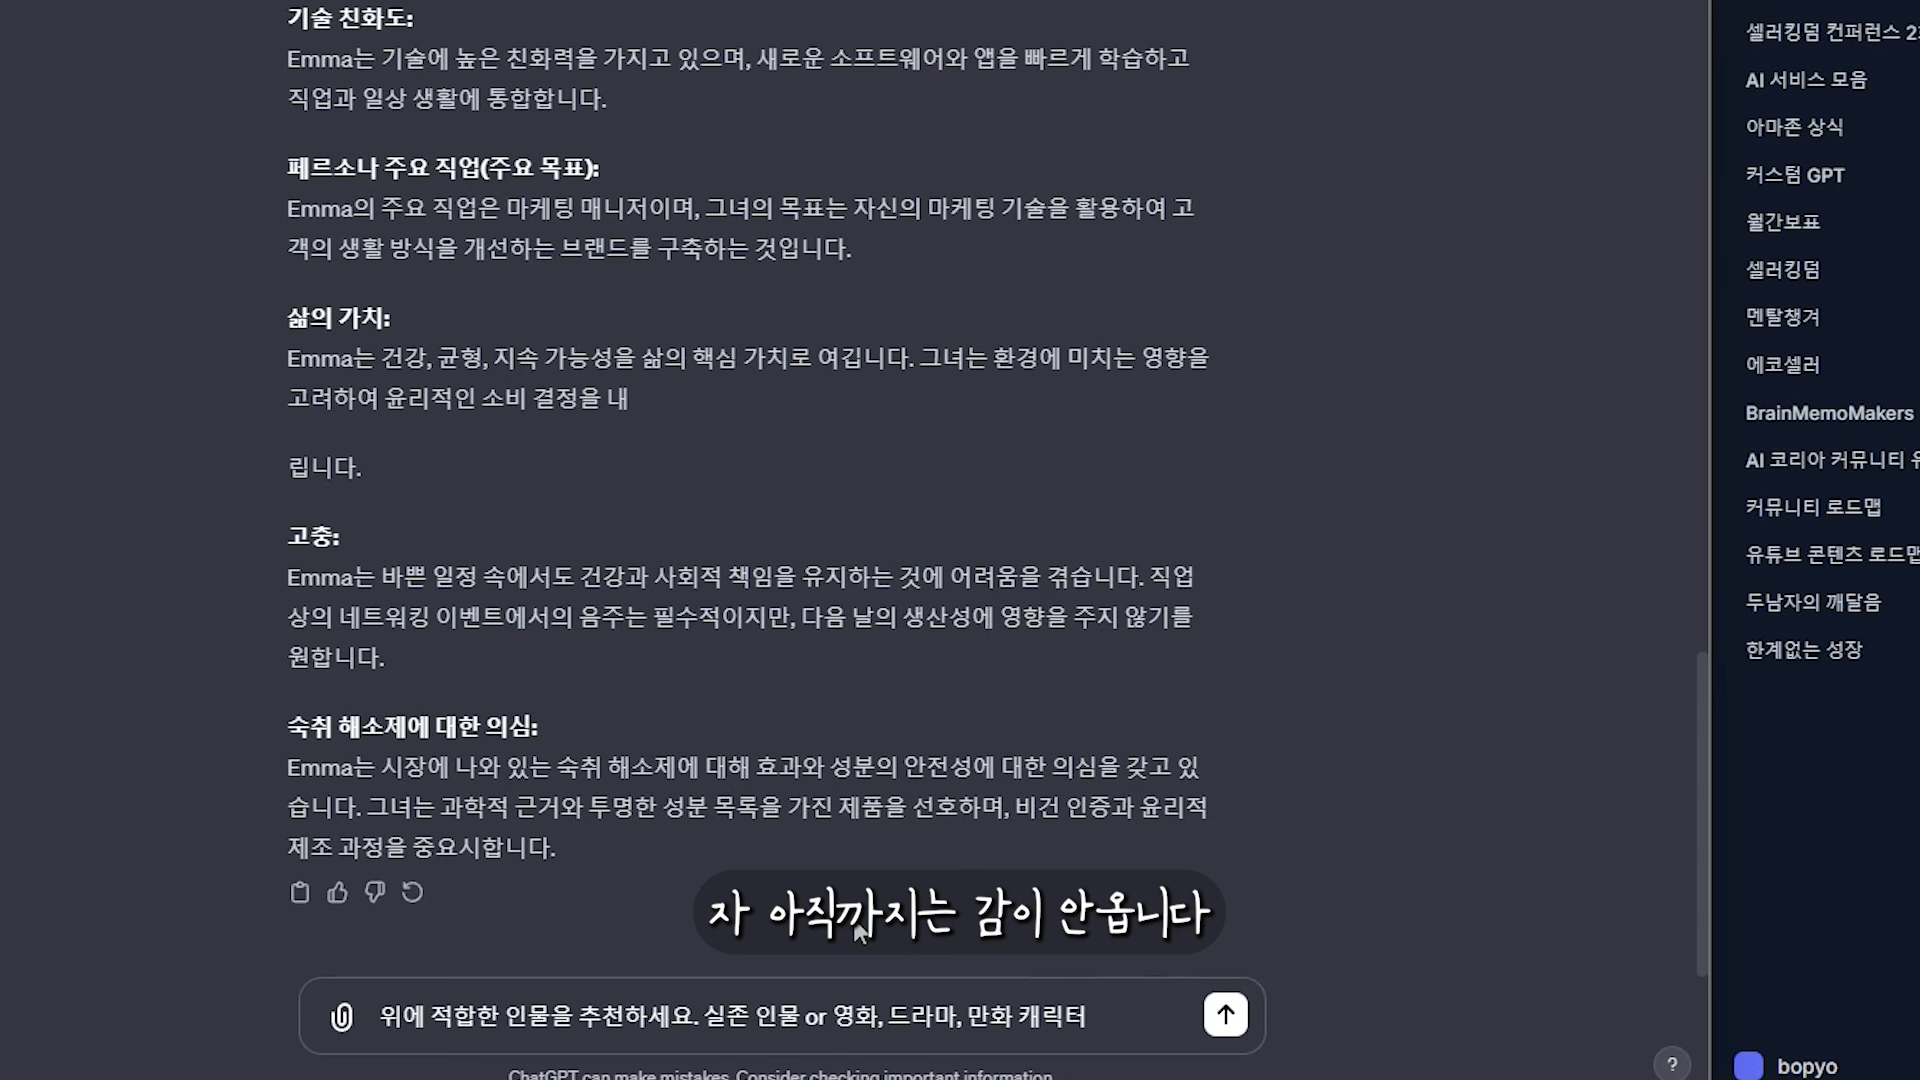 기술 친화도:
Emma는 기술에 높은 친화력을 가지고 있으며, 새로운 소프트웨어와 앱을 빠르게 학습하고
직업과 일상 생활에 통합합니다.
페르소나 주요 직업(주요 목표):
Emma의 주요 직업은 마케팅 매니저이며, 그녀의 목표는 자신의 마케팅 기술을 활용하여 고
객의 생활 방식을 개선하는 브랜드를 구축하는 것입니다.
삶의 가치:
Emma는 건강, 균형, 지속 가능성을 삶의 핵심 가치로 여깁니다. 그녀는 환경에 미치는 영향을
고려하여 윤리적인 소비 결정을 내
립니다.
고충:
Emma는 바쁜 일정 속에서도 건강과 사회적 책임을 유지하는 것에 어려움을 겪습니다. 직업
상의 네트워킹 이벤트에서의 음주는 필수적이지만, 다음 날의 생산성에 영향을 주지 않기를
원합니다.
숙취 해소제에 대한 의심:
Emma는 시장에 나와 있는 숙취 해소제에 대해 효과와 성분의 안전성에 대한 의심을 갖고 있
습니다. 그녀는 과학적 근거와 투명한 성분 목록을 가진 제품을 선호하며, 비건 인증과 윤리적
제조 과정을 중요시합니다.
자 아직까지는 감이 안옵니다
위에 적합한 인물을 추천하세요. 실존 인물 or 영화, 드라마, 만화 캐릭터
ChatGPT can make mistakes. Consider checking important information.
?
셀러킹덤 컨퍼런스
AI 서비스 모음
아마존 상식
커스텀 GPT
월간보표
셀러킹덤
멘탈챙겨
에코셀러
BrainMemoMakers
AI 코리아 커뮤니티
커뮤니티 로드맵
유튜브 콘텐츠 로드맵
두남자의 깨달음
한계없는 성장
bopyo